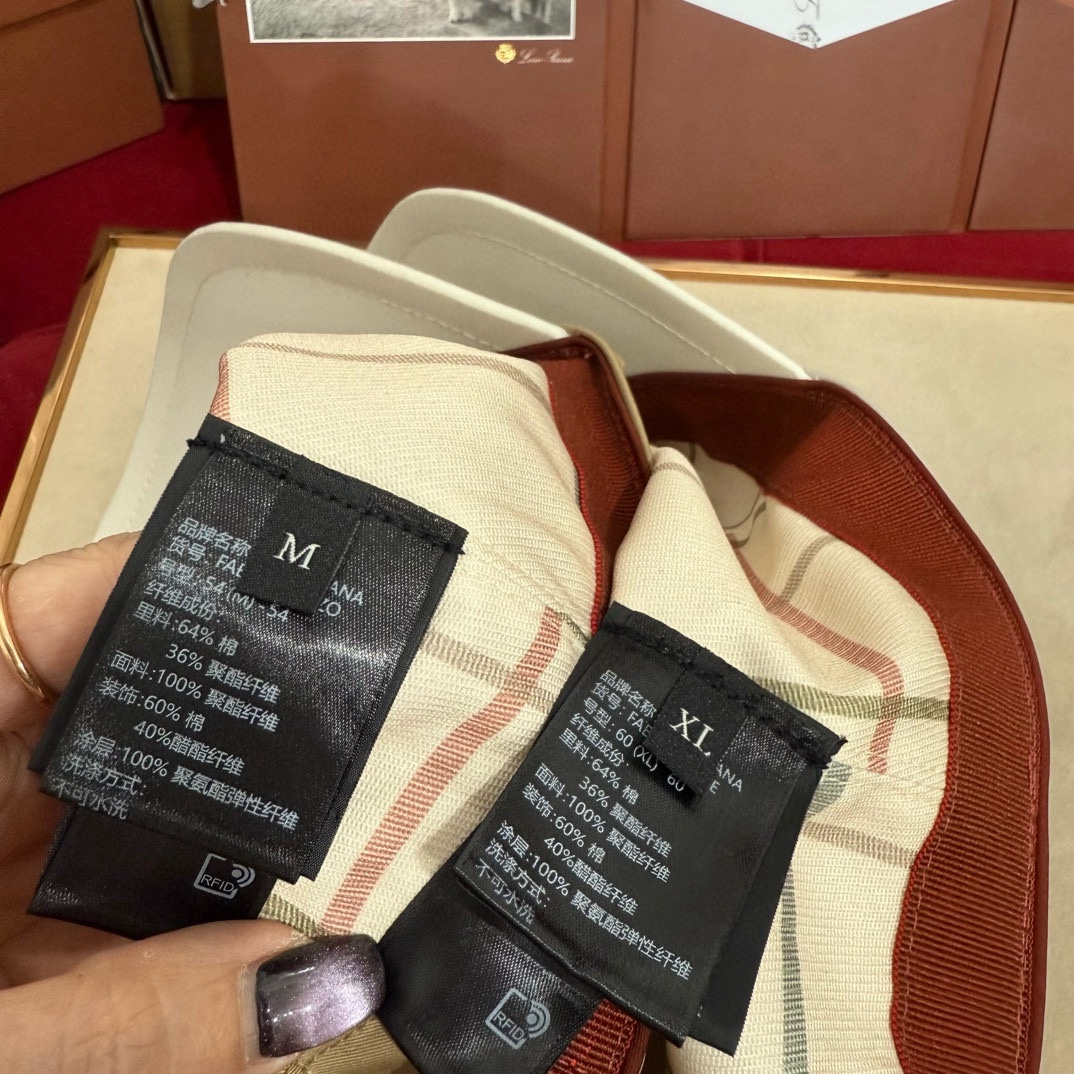 Loro Piana
M
品牌名称
货号: FA
ANA
ZO
号型: 54 (M) - 54
纤维成份
里料:64% 棉
36% 聚酯纤维
面料:100% 聚酯纤维
装饰:60% 棉
40%醋酯纤维
涂层:100% 聚氨酯弹性纤维
洗涤方式:
不可水洗
RFID
XL
品牌名称
货号: FA
ANA
E
号型: 60 (XL) 60
纤维成份
里料:64% 棉
36% 聚酯纤维
面料:100% 聚酯纤维
装饰:60% 棉
40%醋酯纤维
涂层:100% 聚氨酯弹性纤维
洗涤方式:
不可水洗
RFID